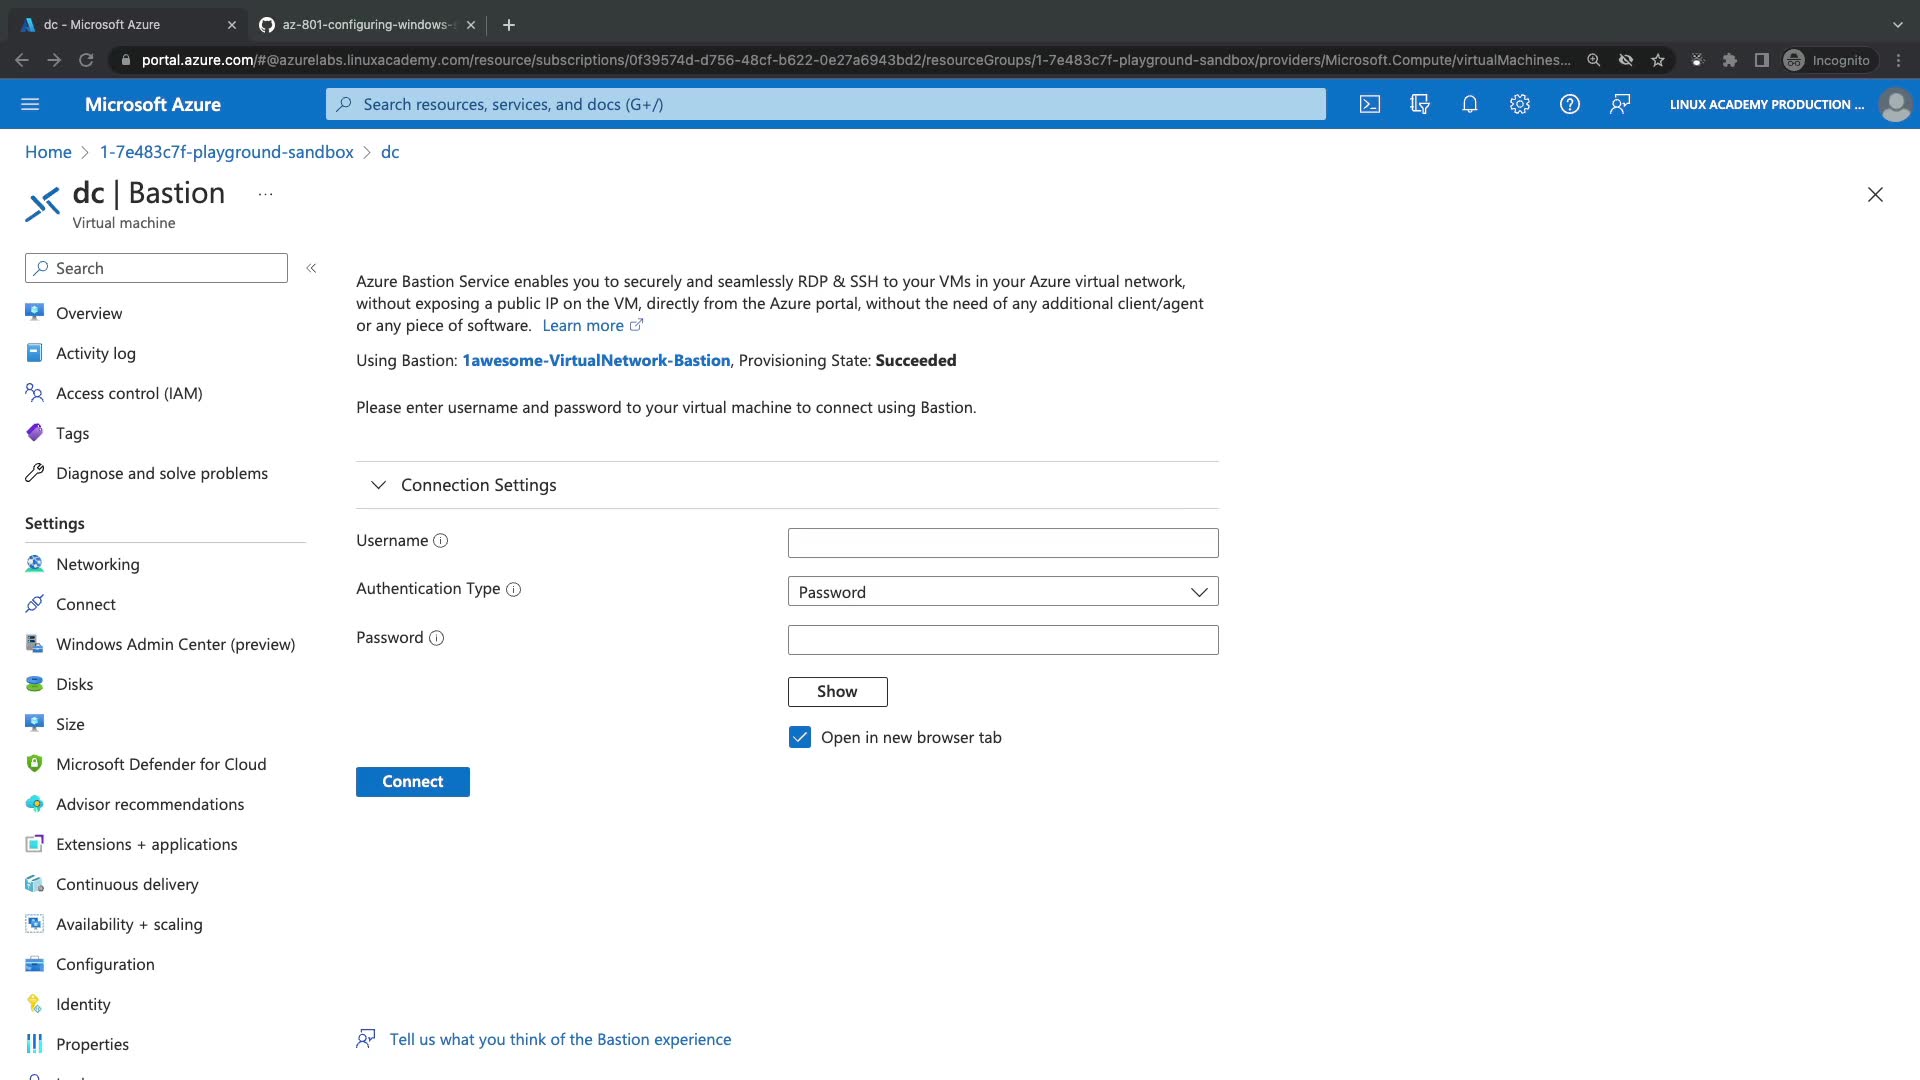 dc - Microsoft Azure
az-801-configuring-windows-
portal.azure.com/#@azurelabs.linuxacademy.com/resource/subscriptions/0f39574d-d756-48cf-b622-0e27a6943bd2/resourceGroups/1-7e483c7f-playground-sandbox/providers/Microsoft.Compute/virtualMachines...
Incognito
Microsoft Azure
Search resources, services, and docs (G+/)
LINUX ACADEMY PRODUCTION ...
Home > 1-7e483c7f-playground-sandbox > dc
dc | Bastion
...
Virtual machine
Search
«
Overview
Activity log
Access control (IAM)
Tags
Diagnose and solve problems
Settings
Networking
Connect
Windows Admin Center (preview)
Disks
Size
Microsoft Defender for Cloud
Advisor recommendations
Extensions + applications
Continuous delivery
Availability + scaling
Configuration
Identity
Properties
Azure Bastion Service enables you to securely and seamlessly RDP & SSH to your VMs in your Azure virtual network,
without exposing a public IP on the VM, directly from the Azure portal, without the need of any additional client/agent
or any piece of software. Learn more
Using Bastion: 1awesome-VirtualNetwork-Bastion, Provisioning State: Succeeded
Please enter username and password to your virtual machine to connect using Bastion.
Connection Settings
Username
Authentication Type
Password
Password
Show
Open in new browser tab
Connect
Tell us what you think of the Bastion experience